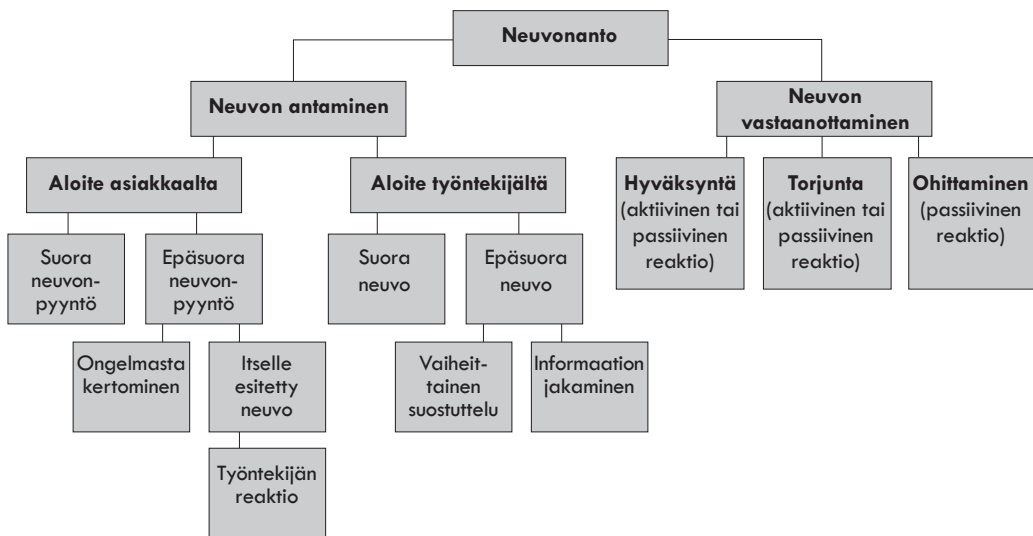 Neuvonanto
Neuvon antaminen
Neuvon
vastaanottaminen
Aloite asiakkaalta
Aloite työntekijältä
Hyväksyntä
(aktiivinen tai
passiivinen
reaktio)
Torjunta
(aktiivinen tai
passiivinen
reaktio)
Ohittaminen
(passiivinen
reaktio)
Suora
neuvon-
pyyntö
Epäsuora
neuvon-
pyyntö
Suora
neuvo
Epäsuora
neuvo
Ongelmasta
kertominen
Itselle
esitetty
neuvo
Vaiheit-
tainen
suostuttelu
Informaation
jakaminen
Työntekijän
reaktio